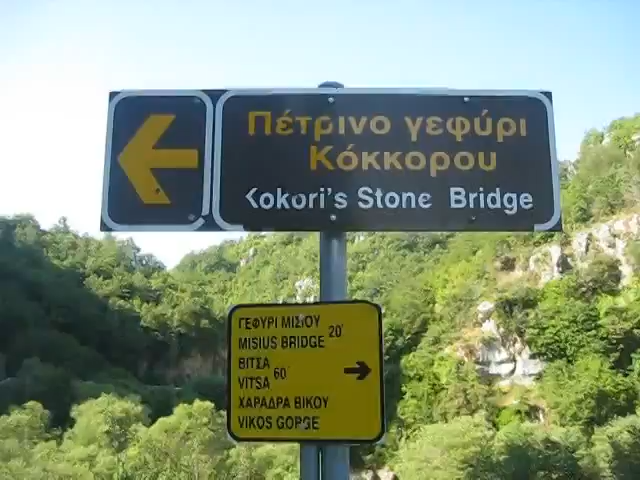 Πέτρινο γεφύρι
Κόκκορου
Kokori's Stone Bridge
ΓΕΦΥΡΙ ΜΙΣΙΟΥ
MISIUS BRIDGE 20'
ΒΙΤΣΑ
VITSA 60'
ΧΑΡΑΔΡΑ ΒΙΚΟΥ
VIKOS GORGE